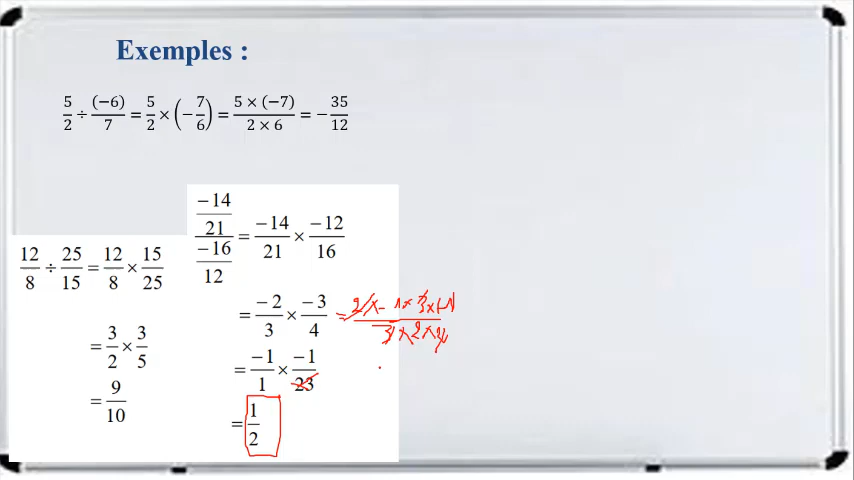 Exemples :
5/2 ÷ (−6)/7 = 5/2 × (−7/6) = 5 × (−7)/2 × 6 = − 35/12
12/8 ÷ 25/15 = 12/8 × 15/25
= 3/2 × 3/5
= 9/10
−14/21 / −16/12 = −14/21 × −12/16
= −2/3 × −3/4
= −1/1 × −1/23
= 1/2